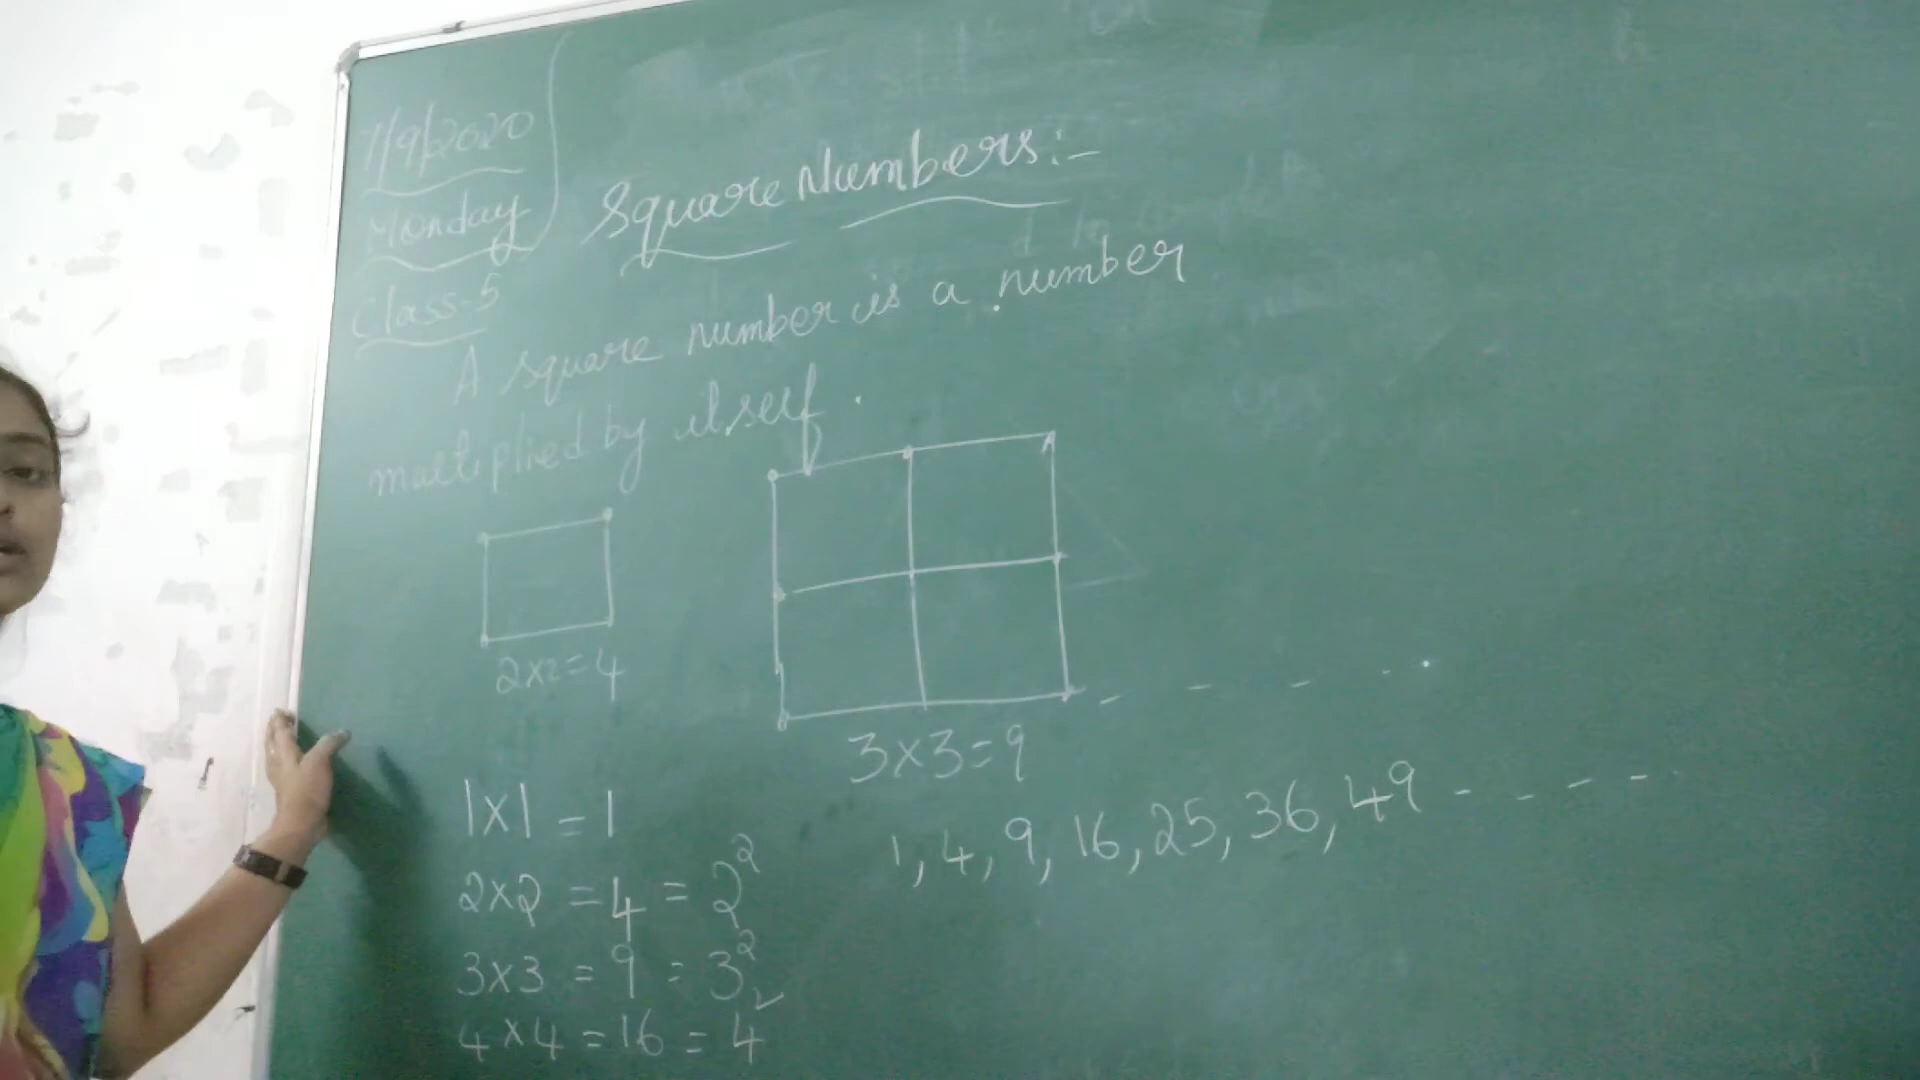 7/9/2020
Monday
Class-5
Square Numbers:-
A square number is a number
multiplied by itself.
2x2=4
3x3=9
1x1=1
2x2=4=2²
3x3=9=3²
4x4=16=4²
1,4,9,16,25,36,49----